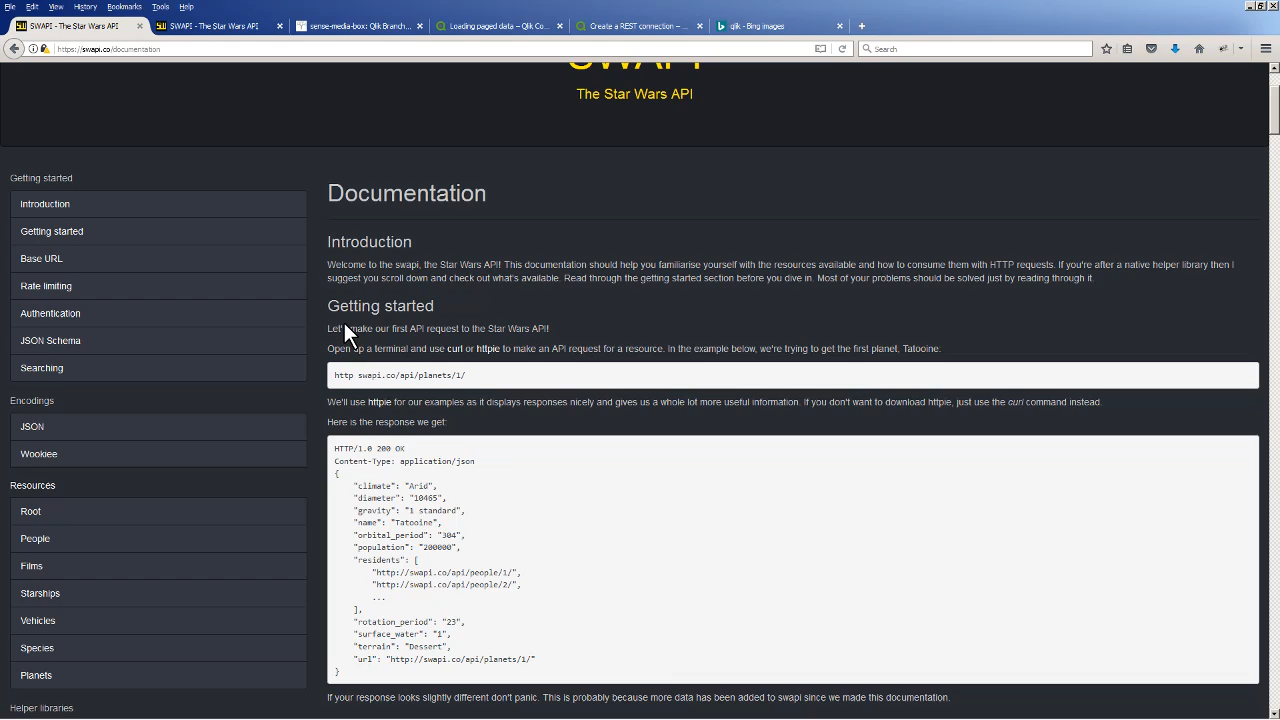 File Edit View History Bookmarks Tools Help
SWAPI - The Star Wars API × SWAPI - The Star Wars API × sense-media-box: Qlik Branch... × Loading paged data – Qlik Co... × Create a REST connection – ... × qlik - Bing images × +
https://swapi.co/documentation Search
SWAPI
The Star Wars API
Getting started
Introduction
Getting started
Base URL
Rate limiting
Authentication
JSON Schema
Searching
Encodings
JSON
Wookiee
Resources
Root
People
Films
Starships
Vehicles
Species
Planets
Helper libraries
Documentation
Introduction
Welcome to the swapi, the Star Wars API! This documentation should help you familiarise yourself with the resources available and how to consume them with HTTP requests. If you're after a native helper library then I
suggest you scroll down and check out what's available. Read through the getting started section before you dive in. Most of your problems should be solved just by reading through it.
Getting started
Let's make our first API request to the Star Wars API!
Open up a terminal and use curl or httpie to make an API request for a resource. In the example below, we're trying to get the first planet, Tatooine:
http swapi.co/api/planets/1/
We'll use httpie for our examples as it displays responses nicely and gives us a whole lot more useful information. If you don't want to download httpie, just use the curl command instead.
Here is the response we get:
HTTP/1.0 200 OK
Content-Type: application/json
{
"climate": "Arid",
"diameter": "10465",
"gravity": "1 standard",
"name": "Tatooine",
"orbital_period": "304",
"population": "200000",
"residents": [
"http://swapi.co/api/people/1/",
"http://swapi.co/api/people/2/",
...
],
"rotation_period": "23",
"surface_water": "1",
"terrain": "Dessert",
"url": "http://swapi.co/api/planets/1/"
}
If your response looks slightly different don't panic. This is probably because more data has been added to swapi since we made this documentation.